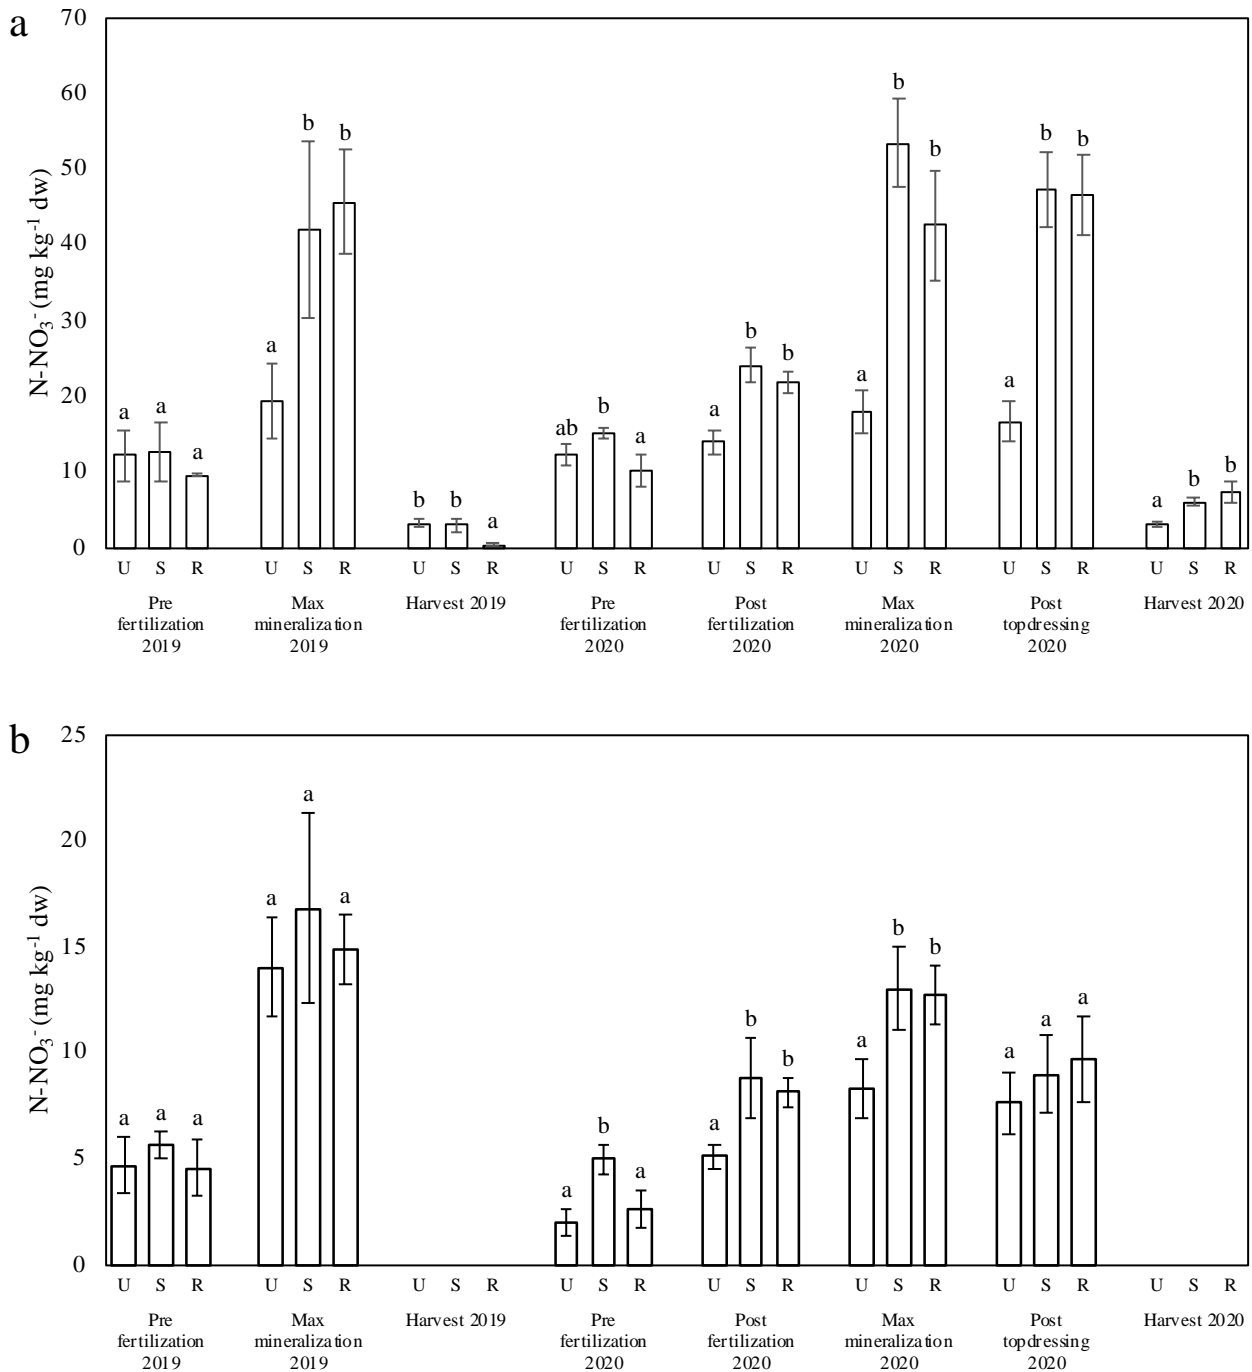 a
70
60
50
40
30
20
10
0
N-NO₃⁻ (mg kg⁻¹ dw)
a a a
a b b
b b a
ab b a
a b b
a b b
a b b
a b b
U S R U S R U S R U S R U S R U S R U S R U S R
Pre Max Harvest 2019 Pre Post Max Post Harvest 2020
fertilization mineralization fertilization fertilization mineralization topdressing
2019 2019 2020 2020 2020 2020
b
25
20
15
10
5
0
N-NO₃⁻ (mg kg⁻¹ dw)
a a a
a a a
a b a
a b b
a b b
a a a
U S R U S R U S R U S R U S R U S R U S R U S R
Pre Max Harvest 2019 Pre Post Max Post Harvest 2020
fertilization mineralization fertilization fertilization mineralization topdressing
2019 2019 2020 2020 2020 2020